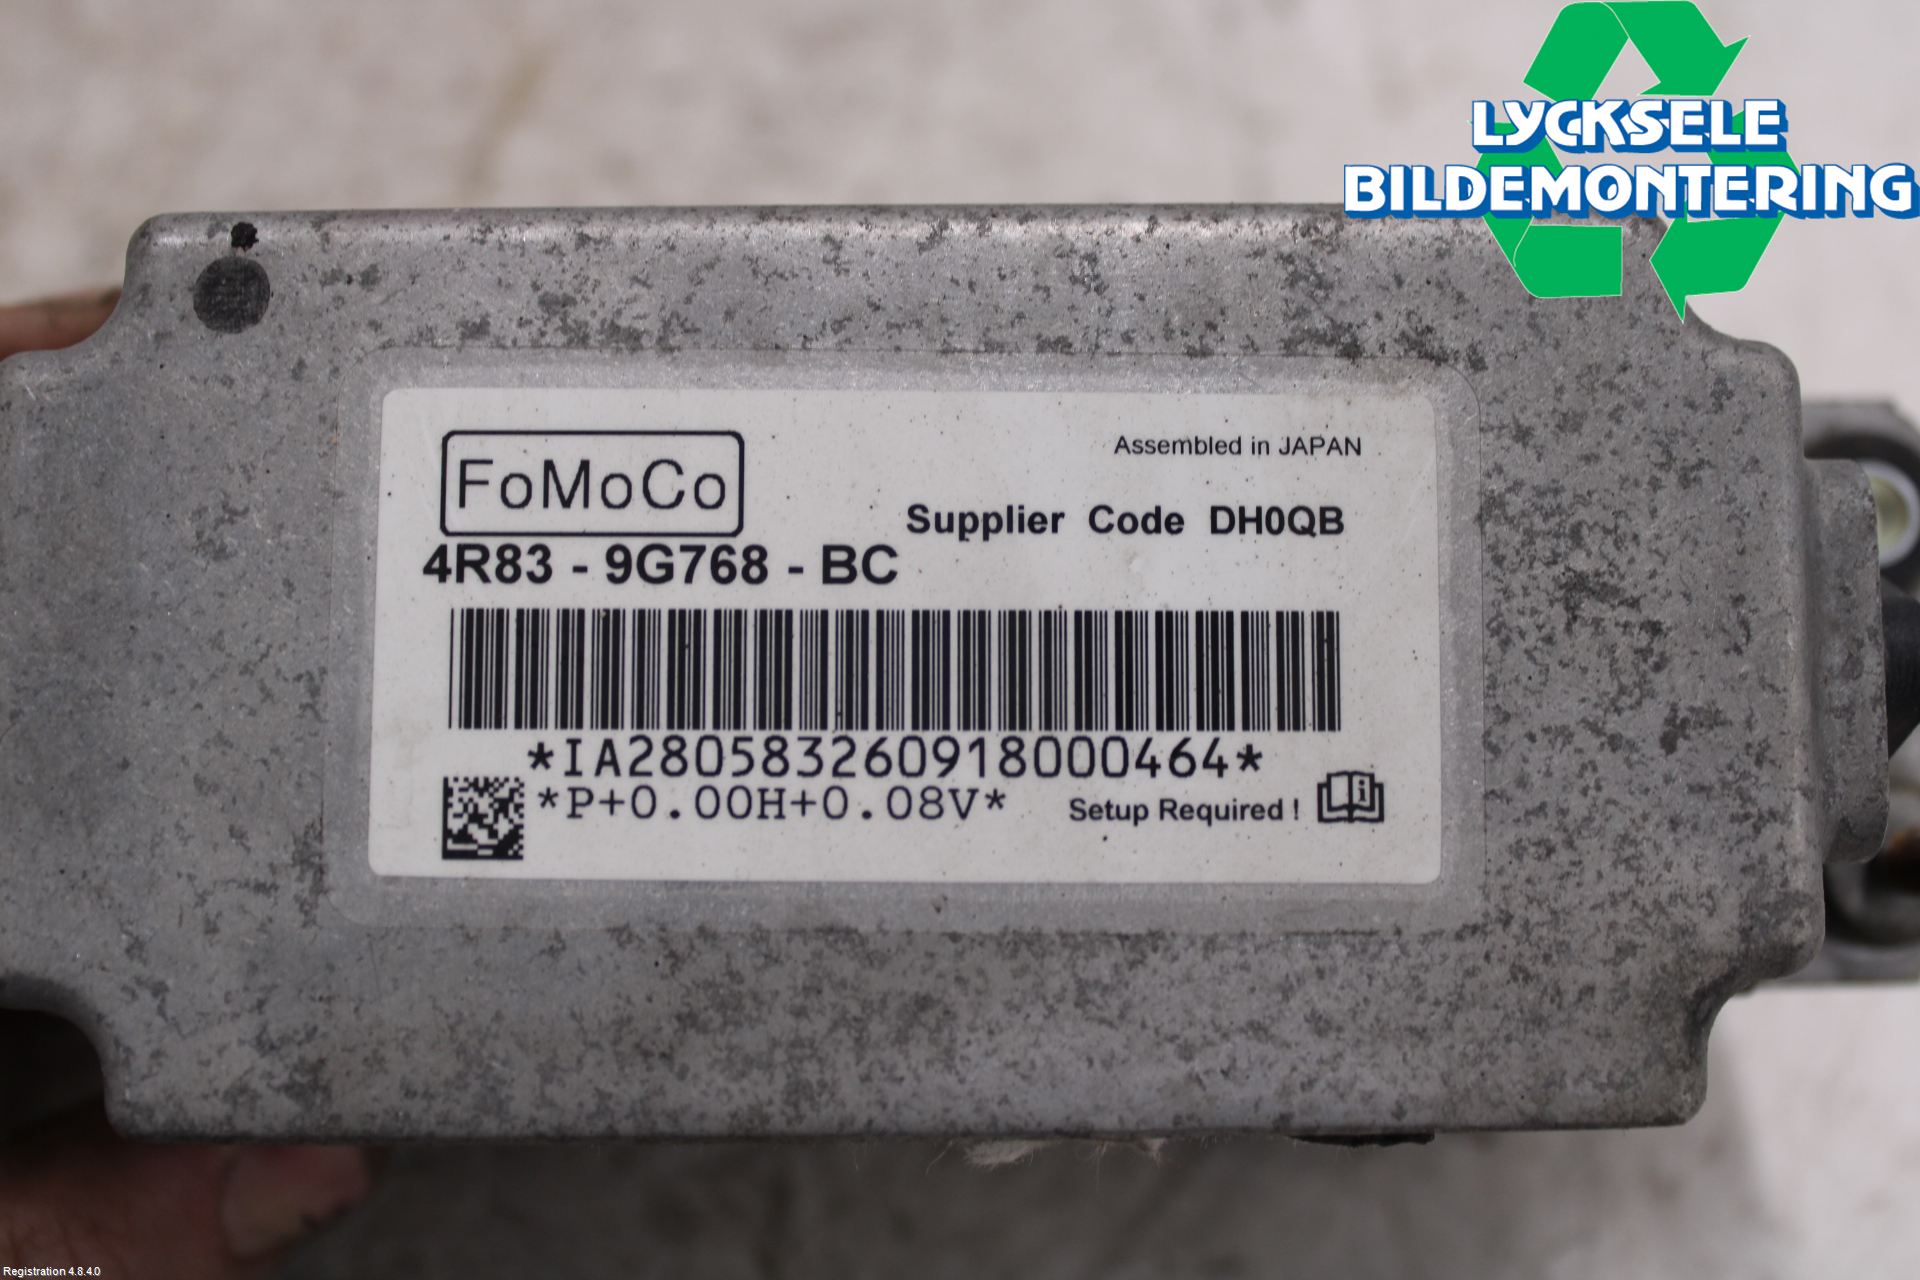 LYCKSELE
BILDEMONTERING
FoMoCo
Assembled in JAPAN
Supplier Code DH0QB
4R83 - 9G768 - BC
*IA280583260918000464*
*P+0.00H+0.08V*
Setup Required !
Registration 4.8.4.0